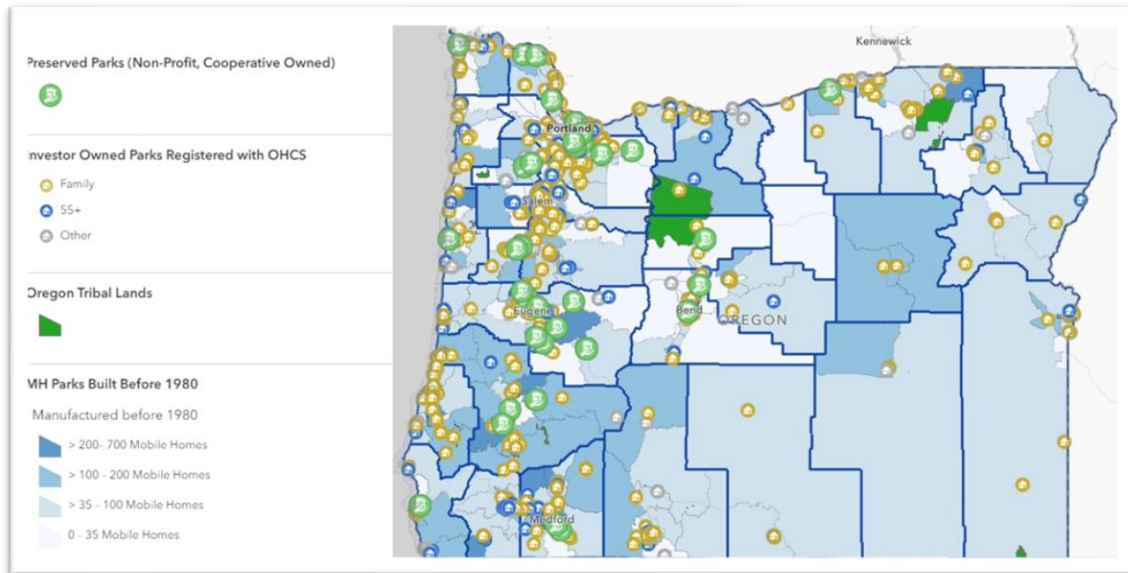 Preserved Parks (Non-Profit, Cooperative Owned)
Investor Owned Parks Registered with OHCS
Family
55+
Other
Oregon Tribal Lands
MH Parks Built Before 1980
Manufactured before 1980
> 200- 700 Mobile Homes
> 100 - 200 Mobile Homes
> 35 - 100 Mobile Homes
0 - 35 Mobile Homes
Kennewick
Portland
Salem
Eugene
Bend
OREGON
Medford